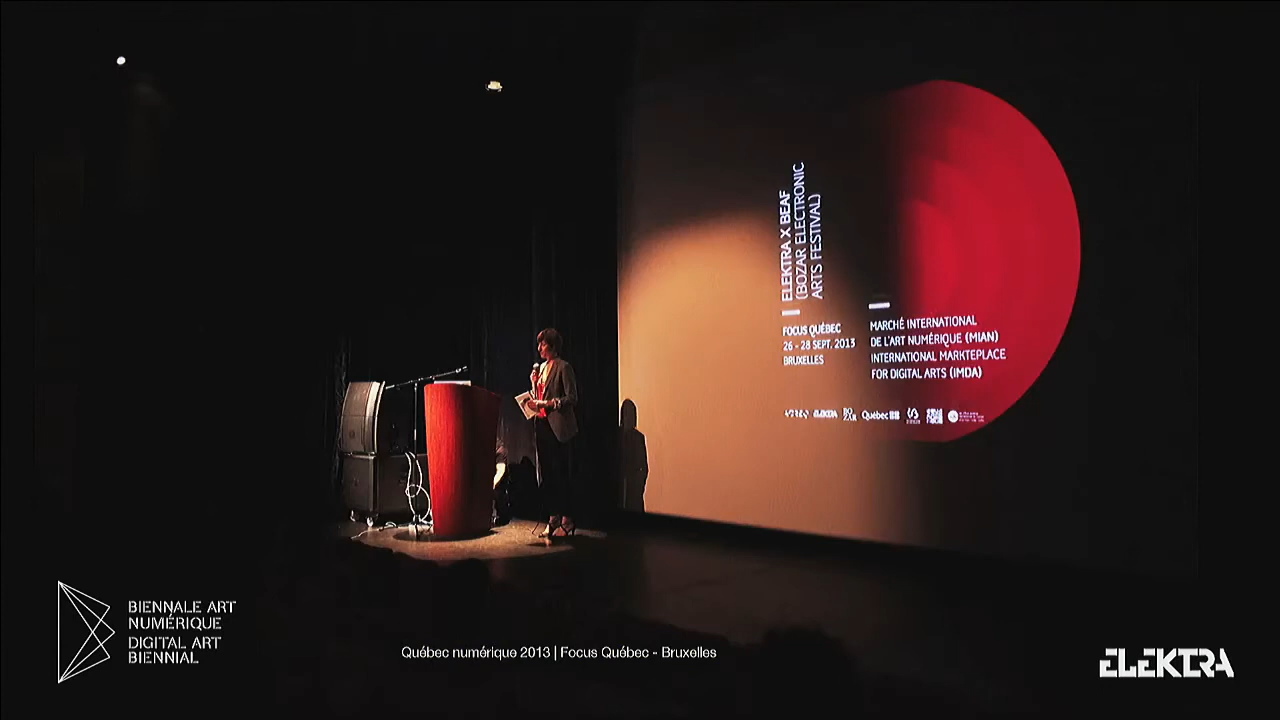 ELEKTRA X BEAF
(BOZAR ELECTRONIC
ARTS FESTIVAL)
FOCUS QUÉBEC
26 - 28 SEPT. 2013
BRUXELLES
MARCHÉ INTERNATIONAL
DE L'ART NUMÉRIQUE (MIAN)
INTERNATIONAL MARKTEPLACE
FOR DIGITAL ARTS (IMDA)
ELEKTRA
BO
ZAR
Québec
BIENNALE ART
NUMÉRIQUE
DIGITAL ART
BIENNIAL
Québec numérique 2013 | Focus Québec - Bruxelles
ELEKTRA